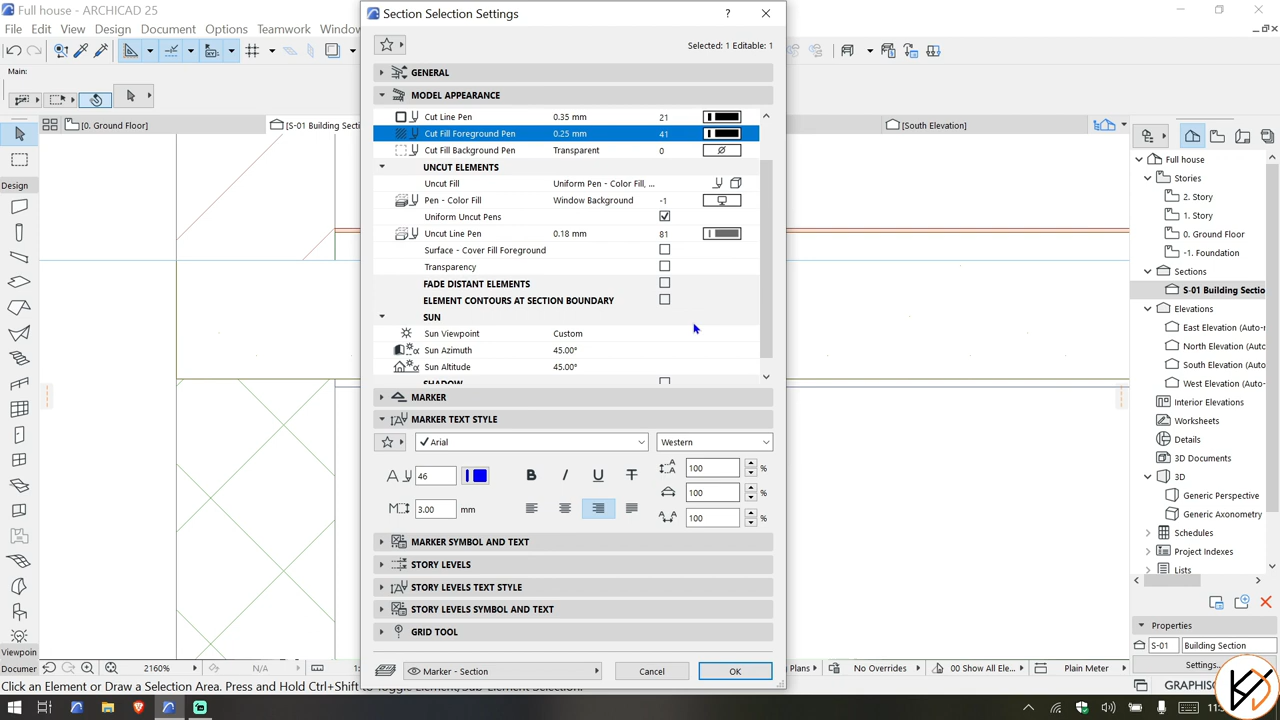 Full house - ARCHICAD 25
Section Selection Settings
File Edit View Design Document Options Teamwork Window
Selected: 1 Editable: 1
Main:
GENERAL
MODEL APPEARANCE
[0. Ground Floor]
[S-01 Building Secti
[South Elevation]
Cut Line Pen 0.35 mm 21
Cut Fill Foreground Pen 0.25 mm 41
Cut Fill Background Pen Transparent 0
UNCUT ELEMENTS
Uncut Fill Uniform Pen - Color Fill, ...
Pen - Color Fill Window Background -1
Uniform Uncut Pens
Uncut Line Pen 0.18 mm 81
Surface - Cover Fill Foreground
Transparency
FADE DISTANT ELEMENTS
ELEMENT CONTOURS AT SECTION BOUNDARY
SUN
Sun Viewpoint Custom
Sun Azimuth 45.00°
Sun Altitude 45.00°
SHADOW
MARKER
MARKER TEXT STYLE
Arial
Western
46
3.00 mm
B I U T
100 %
100 %
100 %
MARKER SYMBOL AND TEXT
STORY LEVELS
STORY LEVELS TEXT STYLE
STORY LEVELS SYMBOL AND TEXT
GRID TOOL
Marker - Section
Cancel
OK
Design
Viewpoin
Docume
Full house
Stories
2. Story
1. Story
0. Ground Floor
-1. Foundation
Sections
S-01 Building Sectio
Elevations
East Elevation (Auto-
North Elevation (Autc
South Elevation (Auto
West Elevation (Auto-
Interior Elevations
Worksheets
Details
3D Documents
3D
Generic Perspective
Generic Axonometry
Schedules
Project Indexes
Lists
Properties
S-01 Building Section
Settings...
2160% N/A 1:
Plans No Overrides 00 Show All Ele... Plain Meter
Click an Element or Draw a Selection Area. Press and Hold Ctrl+Shift to Toggle Element/Sub-Element Selection.
GRAPHIS